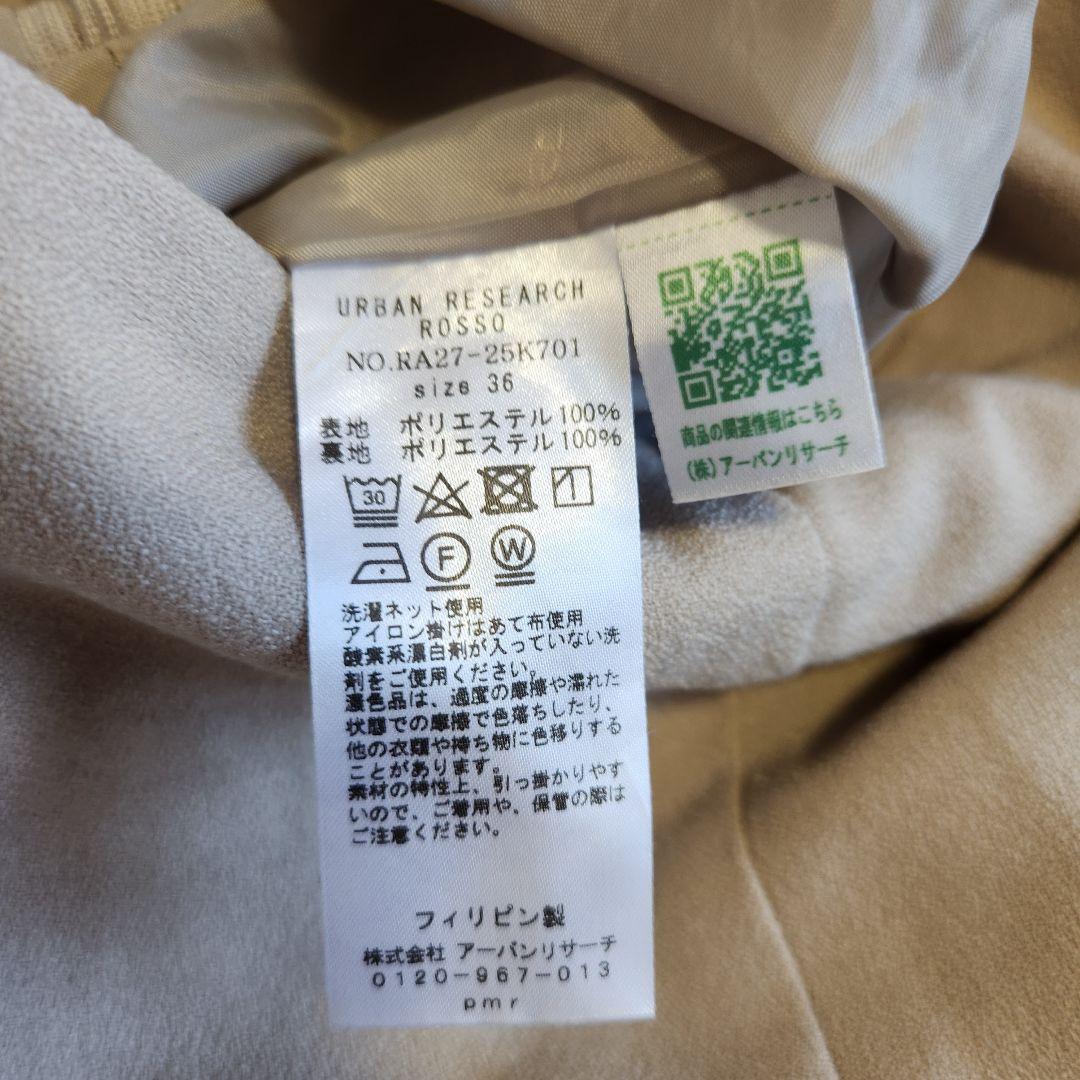 URBAN RESEARCH
ROSSO
NO.RA27-25K701
size 36
表地 ポリエステル100%
裏地 ポリエステル100%
30
F
W
洗濯ネット使用
アイロン掛けはあて布使用
酸素系漂白剤が入っていない洗
剤をご使用ください。
濃色品は、過度の摩擦や濡れた
状態での摩擦で色落ちしたり、
他の衣類や持ち物に色移りする
ことがあります。
素材の特性上、引っ掛かりやす
いので、ご着用や、保管の際は
ご注意ください。
フィリピン製
株式会社 アーバンリサーチ
0120-967-013
pmr
商品の関連情報はこちら
(株)アーバンリサーチ